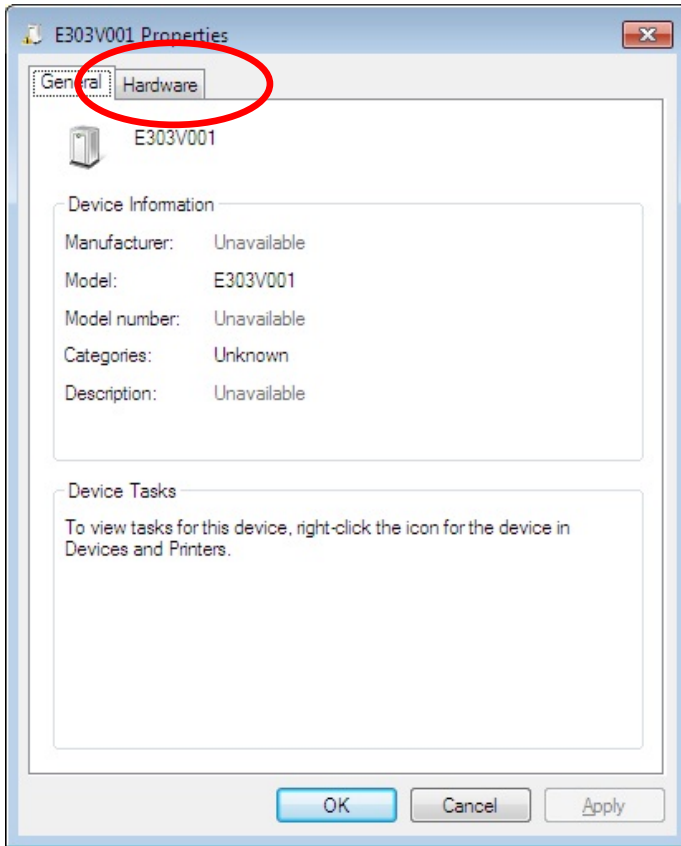 E303V001 Properties
General Hardware
E303V001
Device Information
Manufacturer: Unavailable
Model: E303V001
Model number: Unavailable
Categories: Unknown
Description: Unavailable
Device Tasks
To view tasks for this device, right-click the icon for the device in
Devices and Printers.
OK Cancel Apply